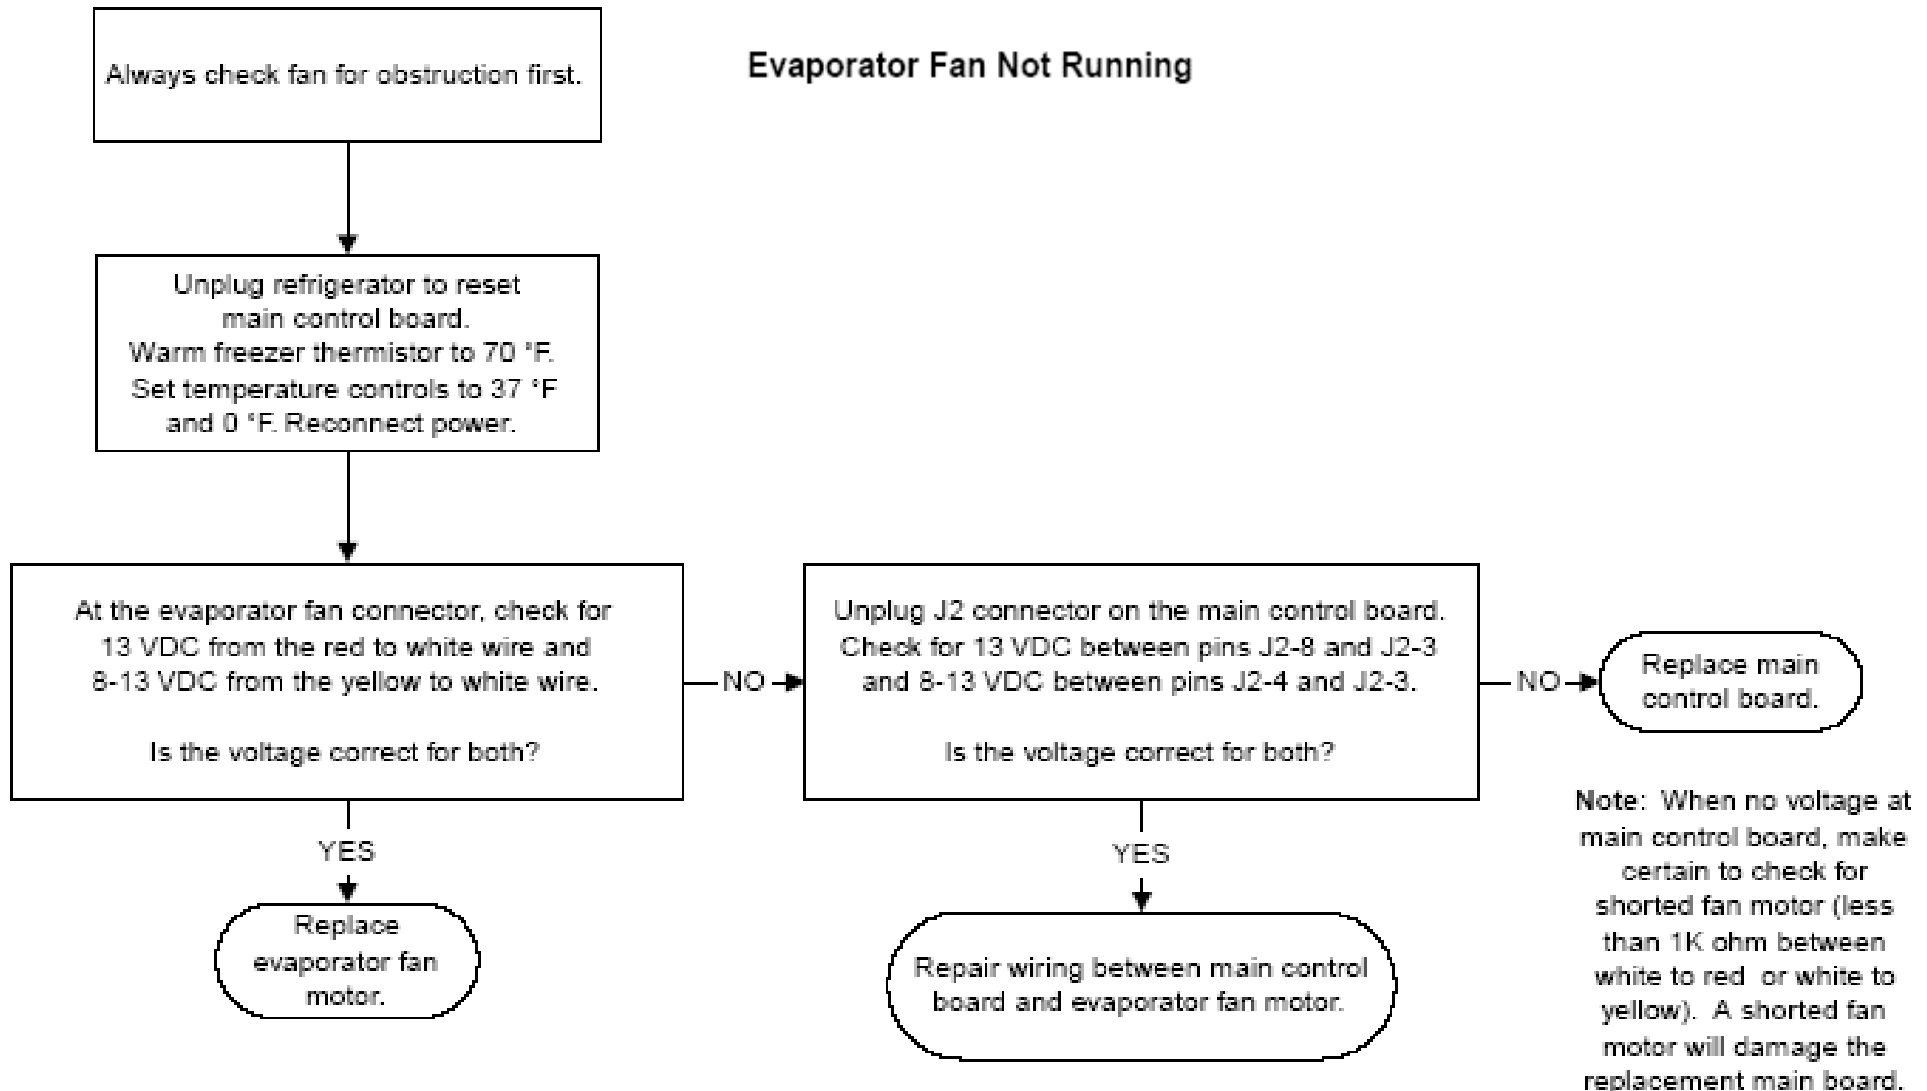 Evaporator Fan Not Running
Always check fan for obstruction first.
Unplug refrigerator to reset
main control board.
Warm freezer thermistor to 70 °F.
Set temperature controls to 37 °F
and 0 °F. Reconnect power.
At the evaporator fan connector, check for
13 VDC from the red to white wire and
8-13 VDC from the yellow to white wire.
Is the voltage correct for both?
NO
Unplug J2 connector on the main control board.
Check for 13 VDC between pins J2-8 and J2-3
and 8-13 VDC between pins J2-4 and J2-3.
Is the voltage correct for both?
NO
Replace main
control board.
YES
Replace
evaporator fan
motor.
YES
Repair wiring between main control
board and evaporator fan motor.
Note: When no voltage at
main control board, make
certain to check for
shorted fan motor (less
than 1K ohm between
white to red or white to
yellow). A shorted fan
motor will damage the
replacement main board.